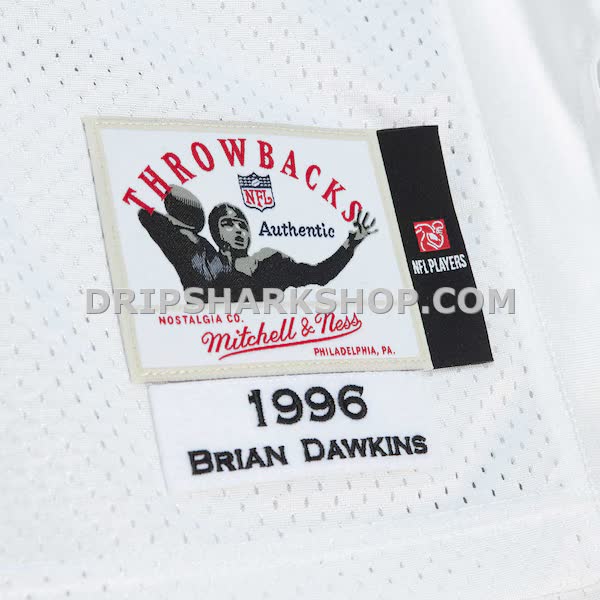 THROWBACKS
NFL
Authentic
NFL PLAYERS
DRIPSHARKSHOP.COM
NOSTALGIA CO.
Mitchell & Ness
PHILADELPHIA, PA.
1996
BRIAN DAWKINS